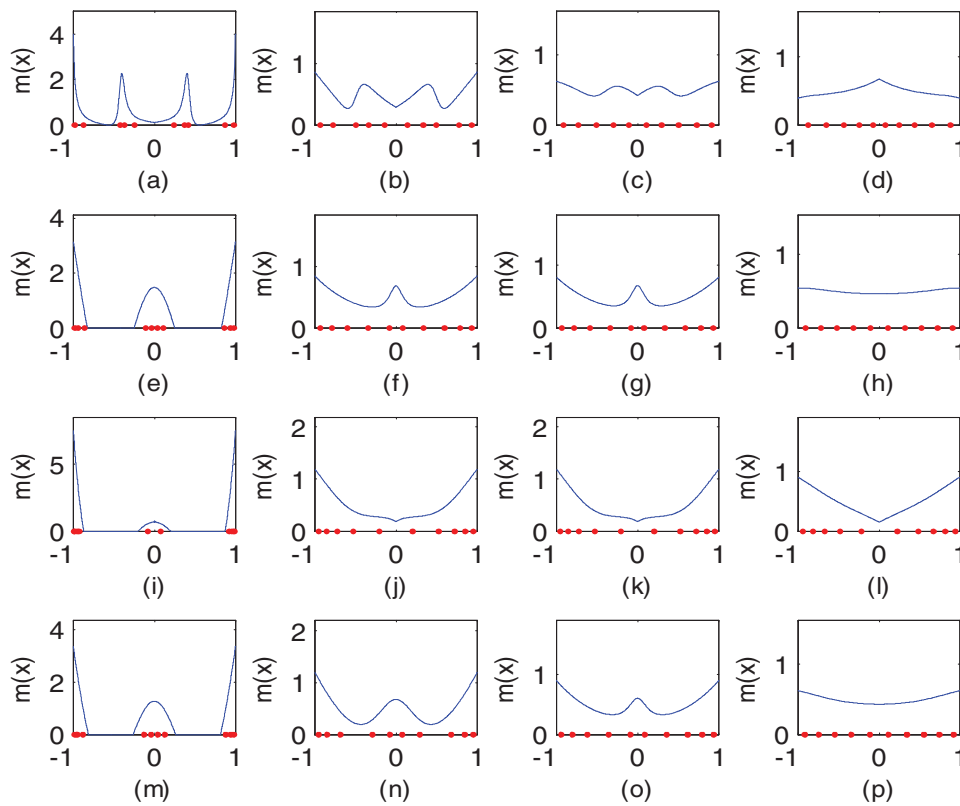 m(x) 4 2 0 -1 0 1 (a)
m(x) 1 0 -1 0 1 (b)
m(x) 1 0 -1 0 1 (c)
m(x) 1 0 -1 0 1 (d)
m(x) 4 2 0 -1 0 1 (e)
m(x) 1 0 -1 0 1 (f)
m(x) 1 0 -1 0 1 (g)
m(x) 1 0 -1 0 1 (h)
m(x) 5 0 -1 0 1 (i)
m(x) 2 1 0 -1 0 1 (j)
m(x) 2 1 0 -1 0 1 (k)
m(x) 1 0 -1 0 1 (l)
m(x) 4 2 0 -1 0 1 (m)
m(x) 2 1 0 -1 0 1 (n)
m(x) 1 0 -1 0 1 (o)
m(x) 1 0 -1 0 1 (p)